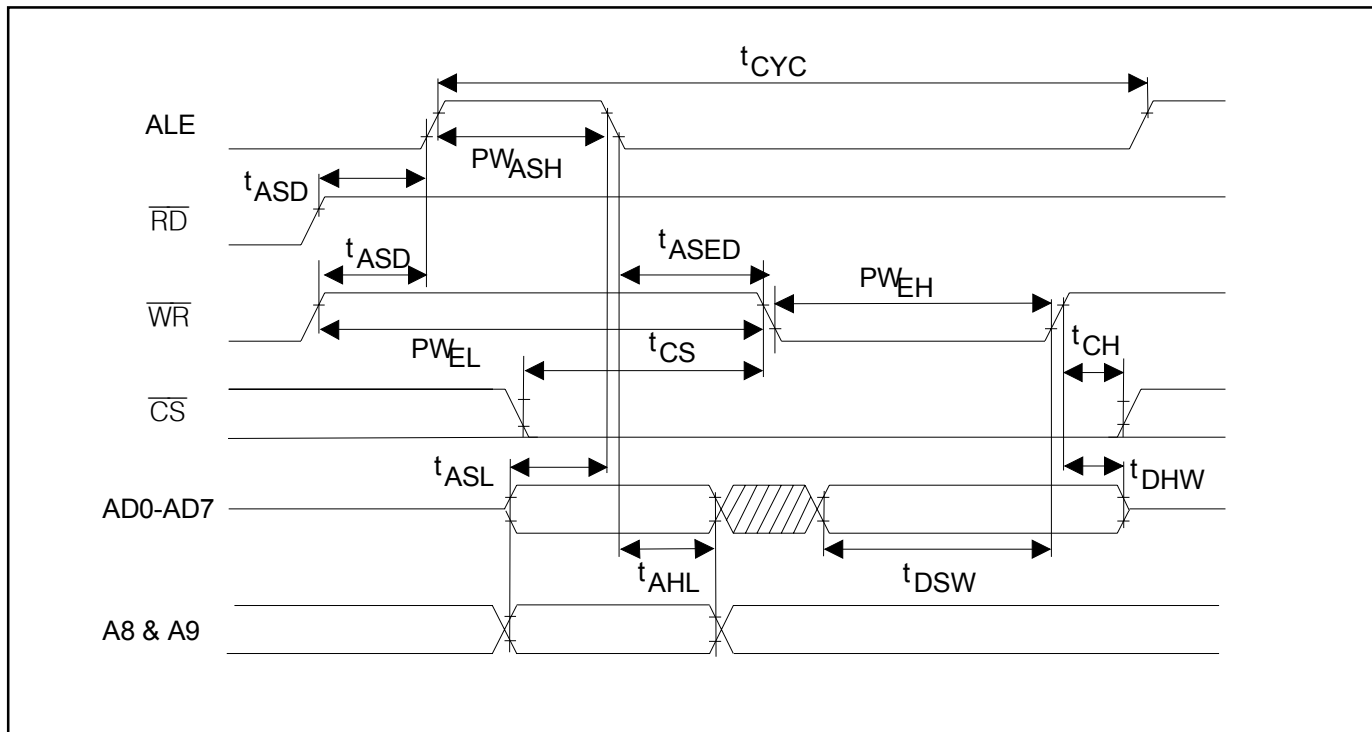 tCYC
ALE
PWASH
tASD
RD
tASD
tASED
PWEH
WR
PWEL
tCS
tCH
CS
tASL
tDHW
AD0-AD7
tAHL
tDSW
A8 & A9